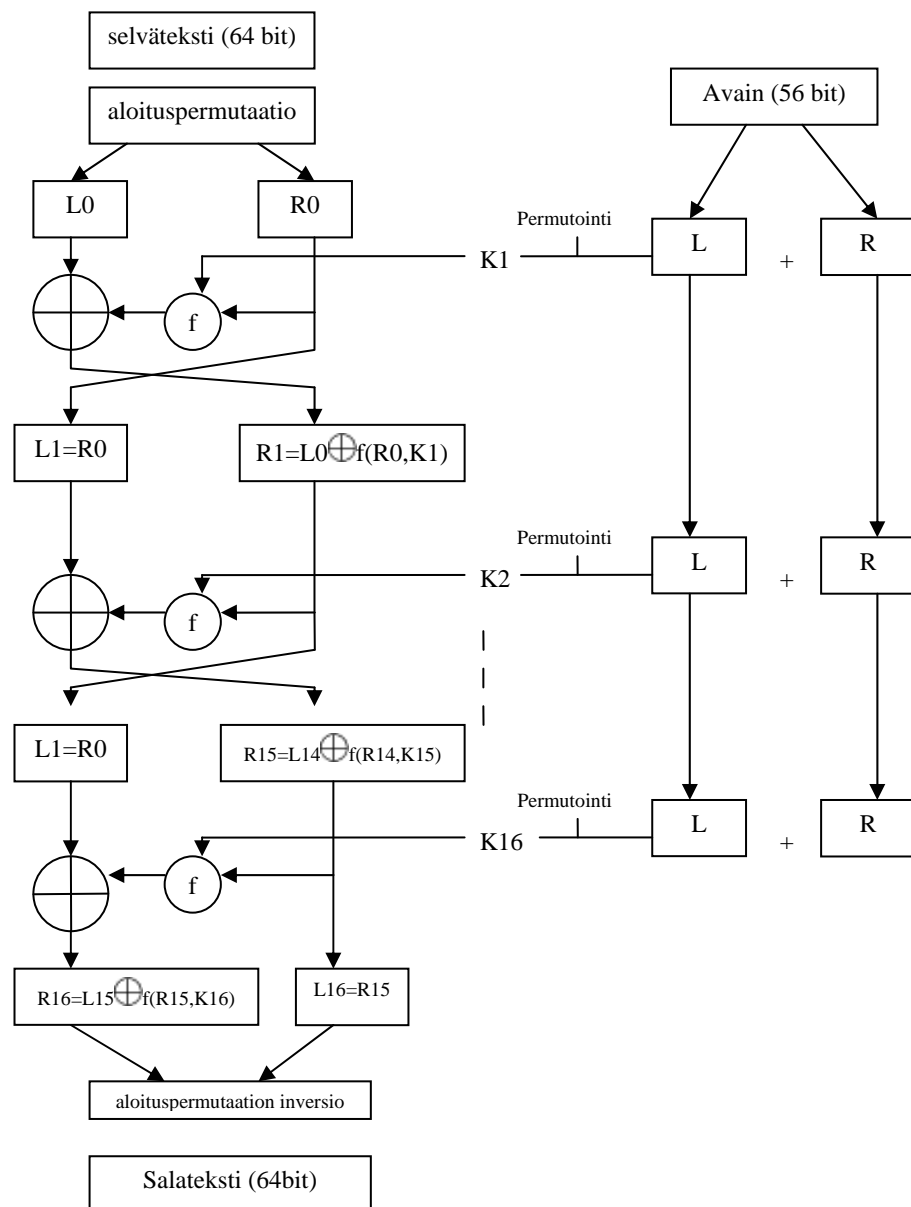 selväteksti (64 bit)
aloituspermutaatio
Avain (56 bit)
L0
R0
Permutointi
L
+
R
K1
f
L1=R0
R1=L0⊕f(R0,K1)
Permutointi
L
+
R
K2
f
L1=R0
R15=L14⊕f(R14,K15)
Permutointi
L
+
R
K16
f
R16=L15⊕f(R15,K16)
L16=R15
aloituspermutaation inversio
Salateksti (64bit)